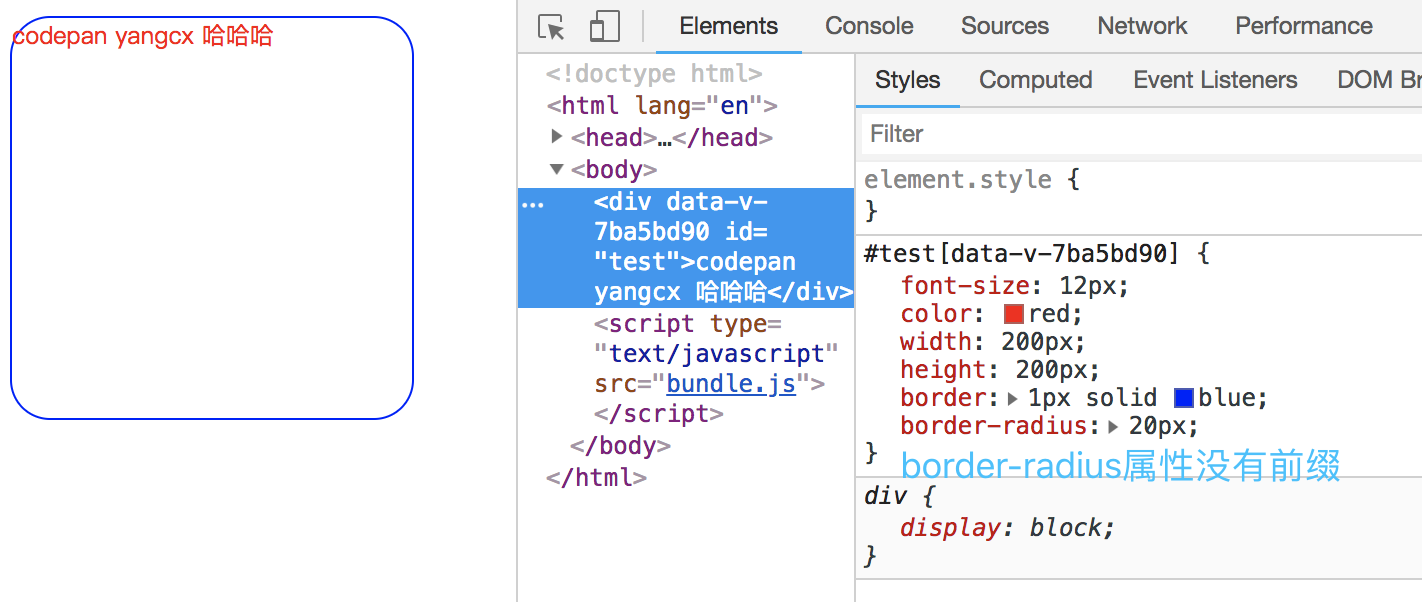 codepan yangcx 哈哈哈
Elements Console Sources Network Performance
<!doctype html>
<html lang="en">
<head>…</head>
<body>
… <div data-v-
7ba5bd90 id=
"test">codepan
yangcx 哈哈哈</div>
<script type=
"text/javascript"
src="bundle.js">
</script>
</body>
</html>
Styles Computed Event Listeners DOM Br
Filter
element.style {
}
#test[data-v-7ba5bd90] {
font-size: 12px;
color: red;
width: 200px;
height: 200px;
border: 1px solid blue;
border-radius: 20px;
}
border-radius属性没有前缀
div {
display: block;
}